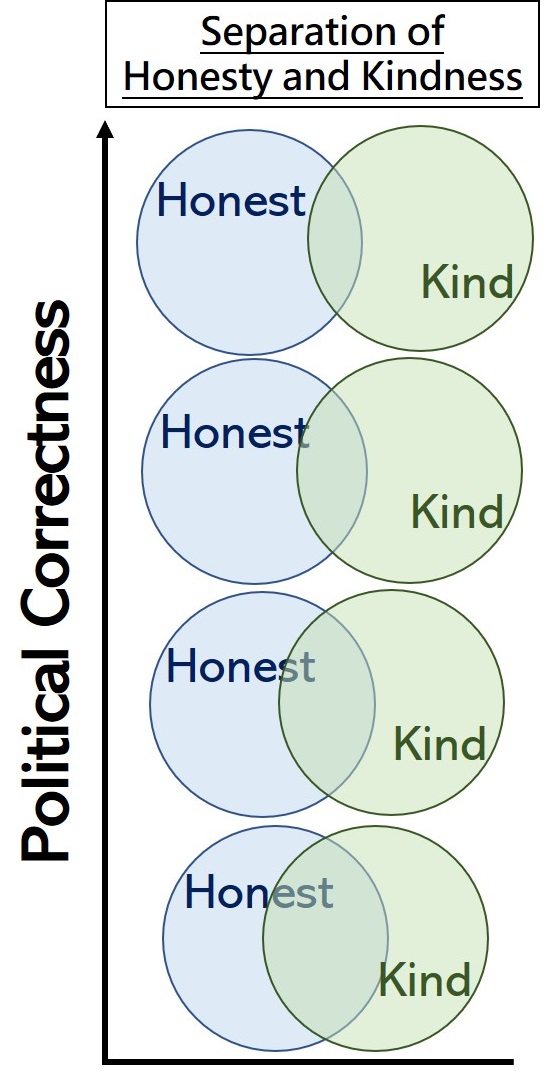 Separation of
Honesty and Kindness
Political Correctness
Honest
Kind
Honest
Kind
Honest
Kind
Honest
Kind